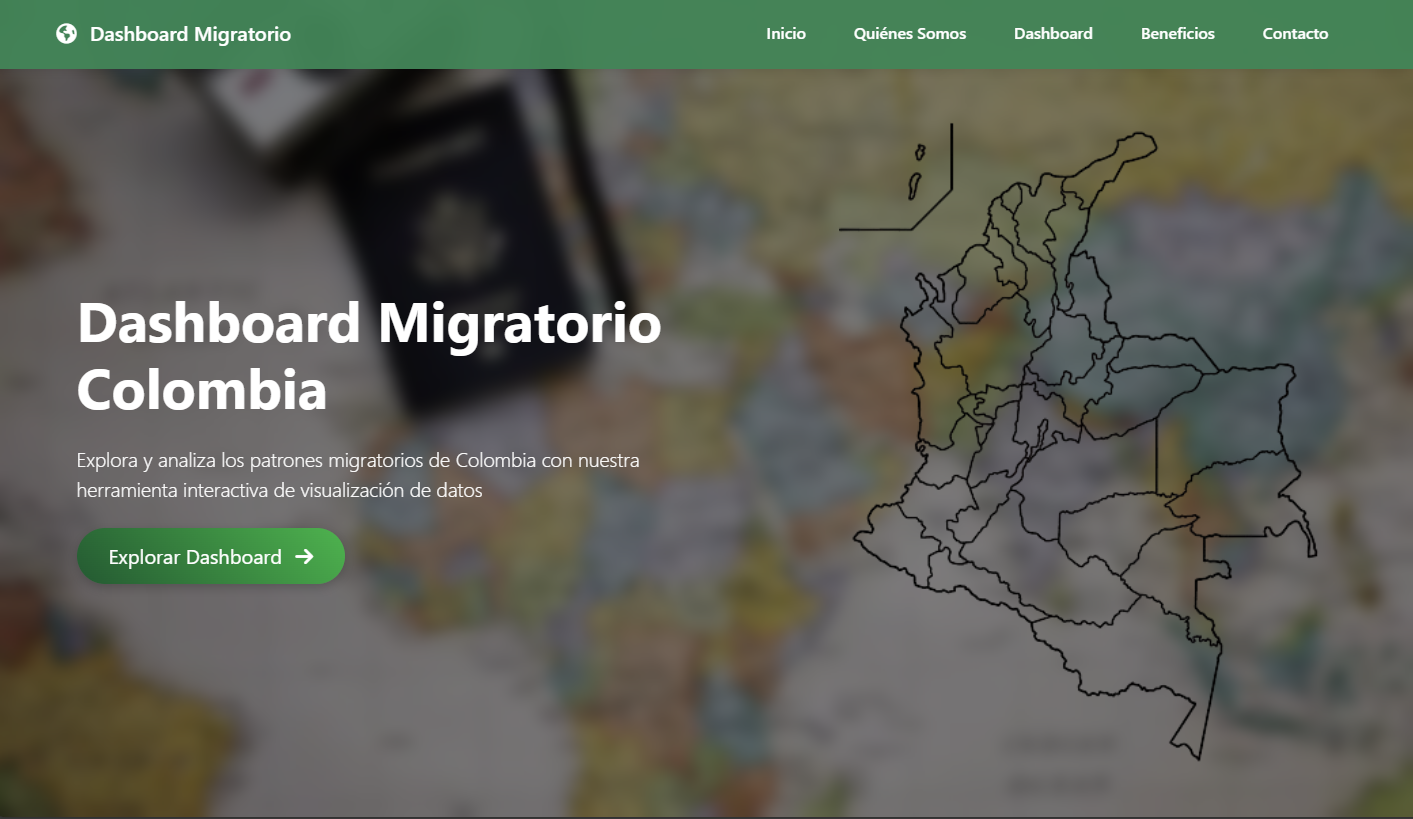 Dashboard Migratorio
Inicio
Quiénes Somos
Dashboard
Beneficios
Contacto
Dashboard Migratorio
Colombia
Explora y analiza los patrones migratorios de Colombia con nuestra
herramienta interactiva de visualización de datos
Explorar Dashboard